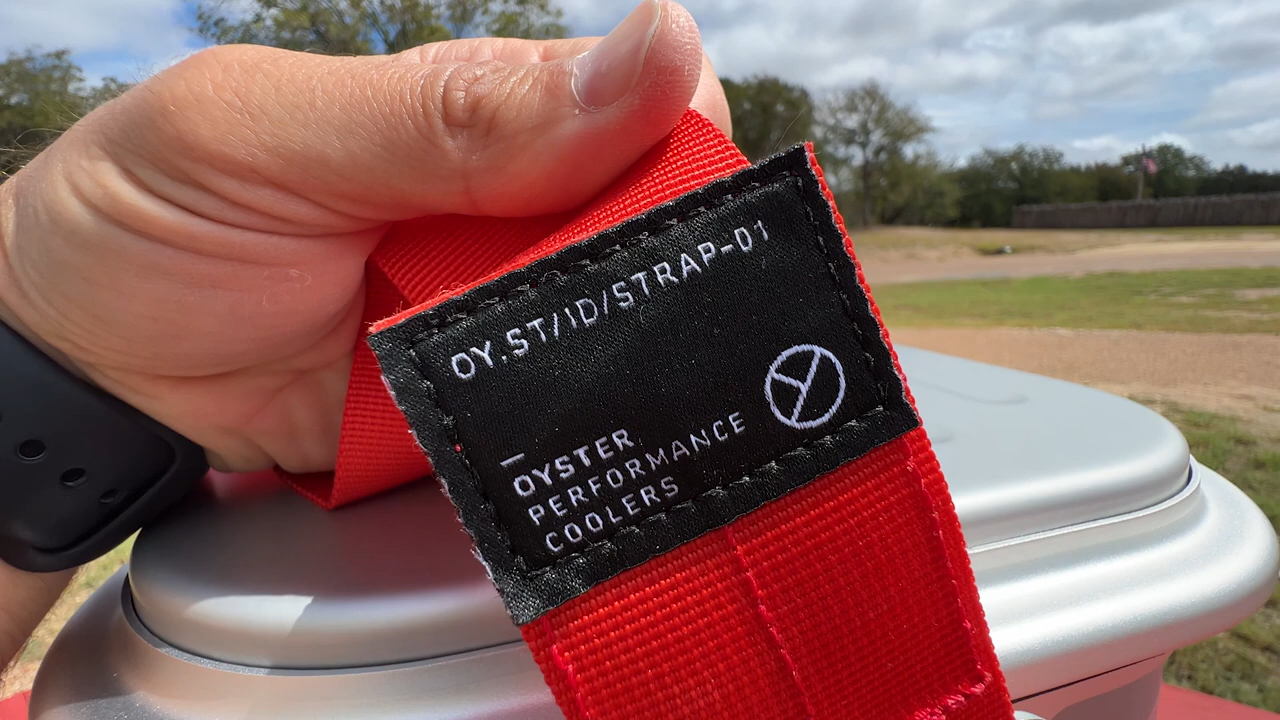 OY.ST/ID/STRAP-01
—
OYSTER
PERFORMANCE
COOLERS